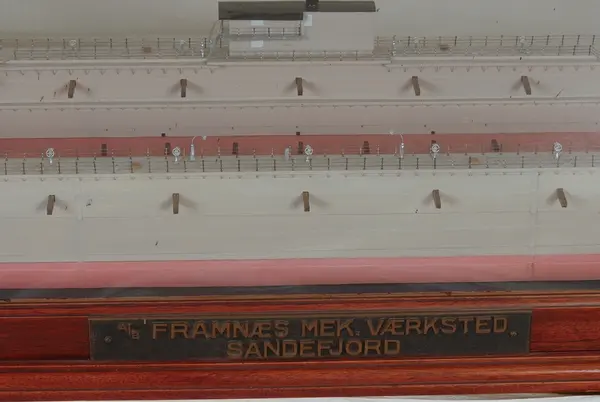 A/S FRAMNÆS MEK. VÆRKSTED
SANDEFJORD